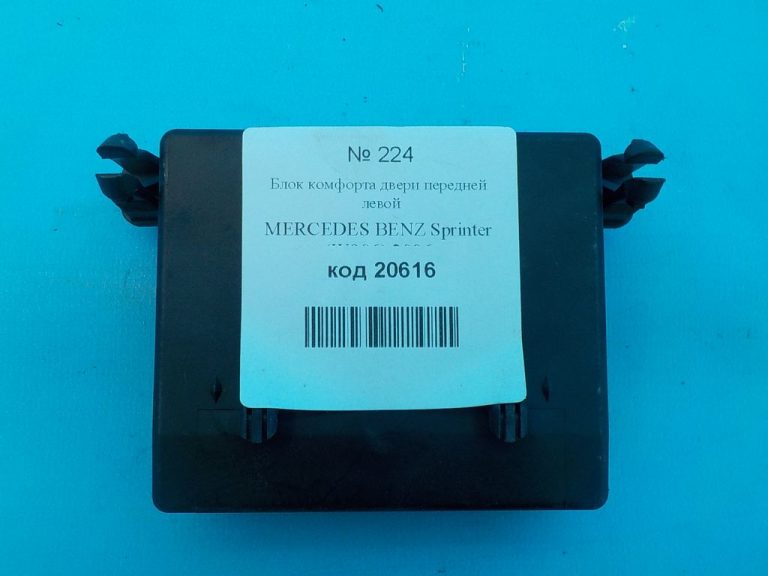 № 224
Блок комфорта двери передней
левой
MERCEDES BENZ Sprinter
код 20616